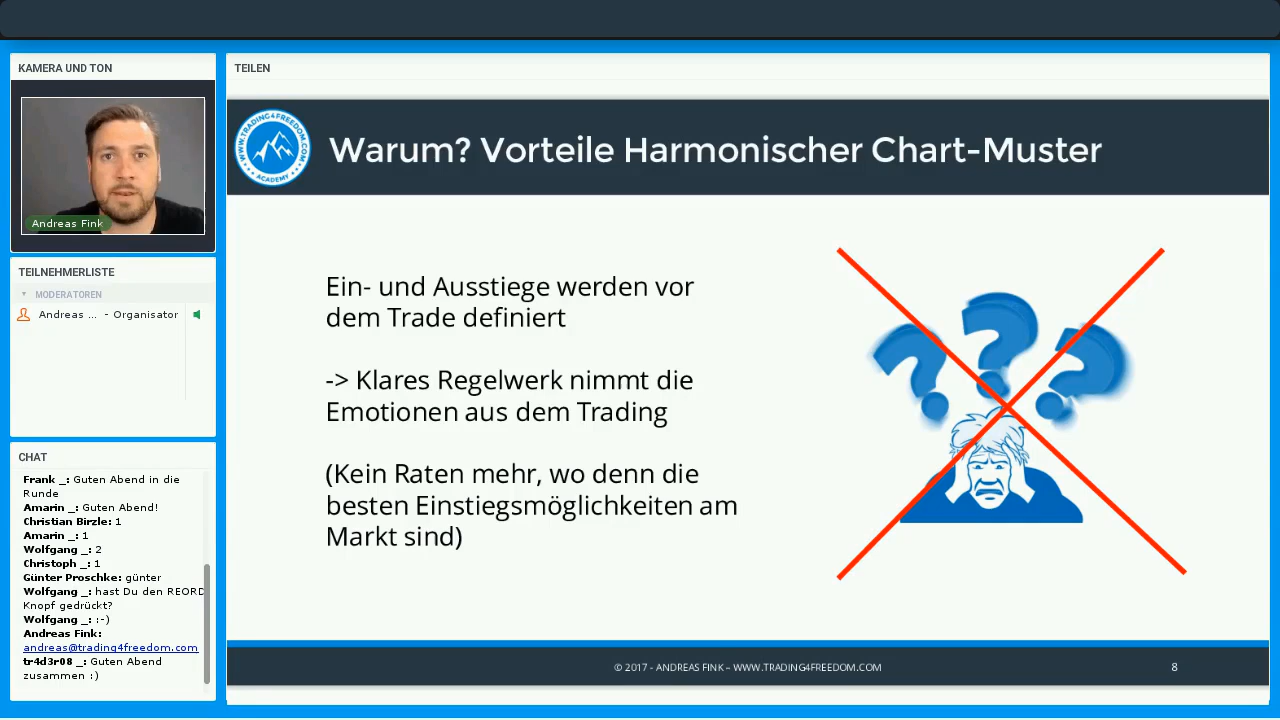 KAMERA UND TON
Andreas Fink
TEILNEHMERLISTE
MODERATOREN
Andreas ... - Organisator
CHAT
Frank _: Guten Abend in die
Runde
Amarin _: Guten Abend!
Christian Birzle: 1
Amarin _: 1
Wolfgang _: 2
Christoph _: 1
Günter Proschke: günter
Wolfgang _: hast Du den REORD
Knopf gedrückt?
Wolfgang _: :-)
Andreas Fink:
andreas@trading4freedom.com
tr4d3r08 _: Guten Abend
zusammen :)
TEILEN
WWW.TRADING4FREEDOM.COM
ACADEMY
Warum? Vorteile Harmonischer Chart-Muster
Ein- und Ausstiege werden vor
dem Trade definiert
-> Klares Regelwerk nimmt die
Emotionen aus dem Trading
(Kein Raten mehr, wo denn die
besten Einstiegsmöglichkeiten am
Markt sind)
???
© 2017 - ANDREAS FINK – WWW.TRADING4FREEDOM.COM
8